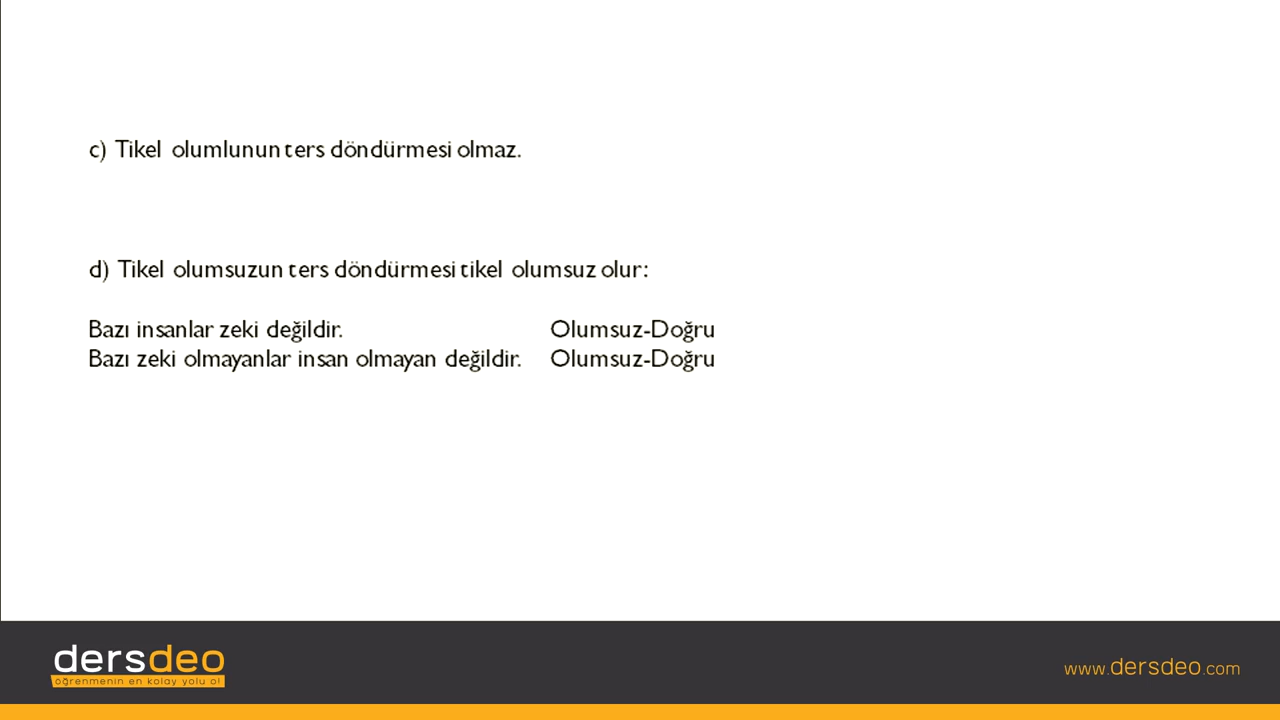 c) Tikel olumlunun ters döndürmesi olmaz.
d) Tikel olumsuzun ters döndürmesi tikel olumsuz olur:
Bazı insanlar zeki değildir. Olumsuz-Doğru
Bazı zeki olmayanlar insan olmayan değildir. Olumsuz-Doğru
dersdeo
öğrenmenin en kolay yolu o!
www.dersdeo.com